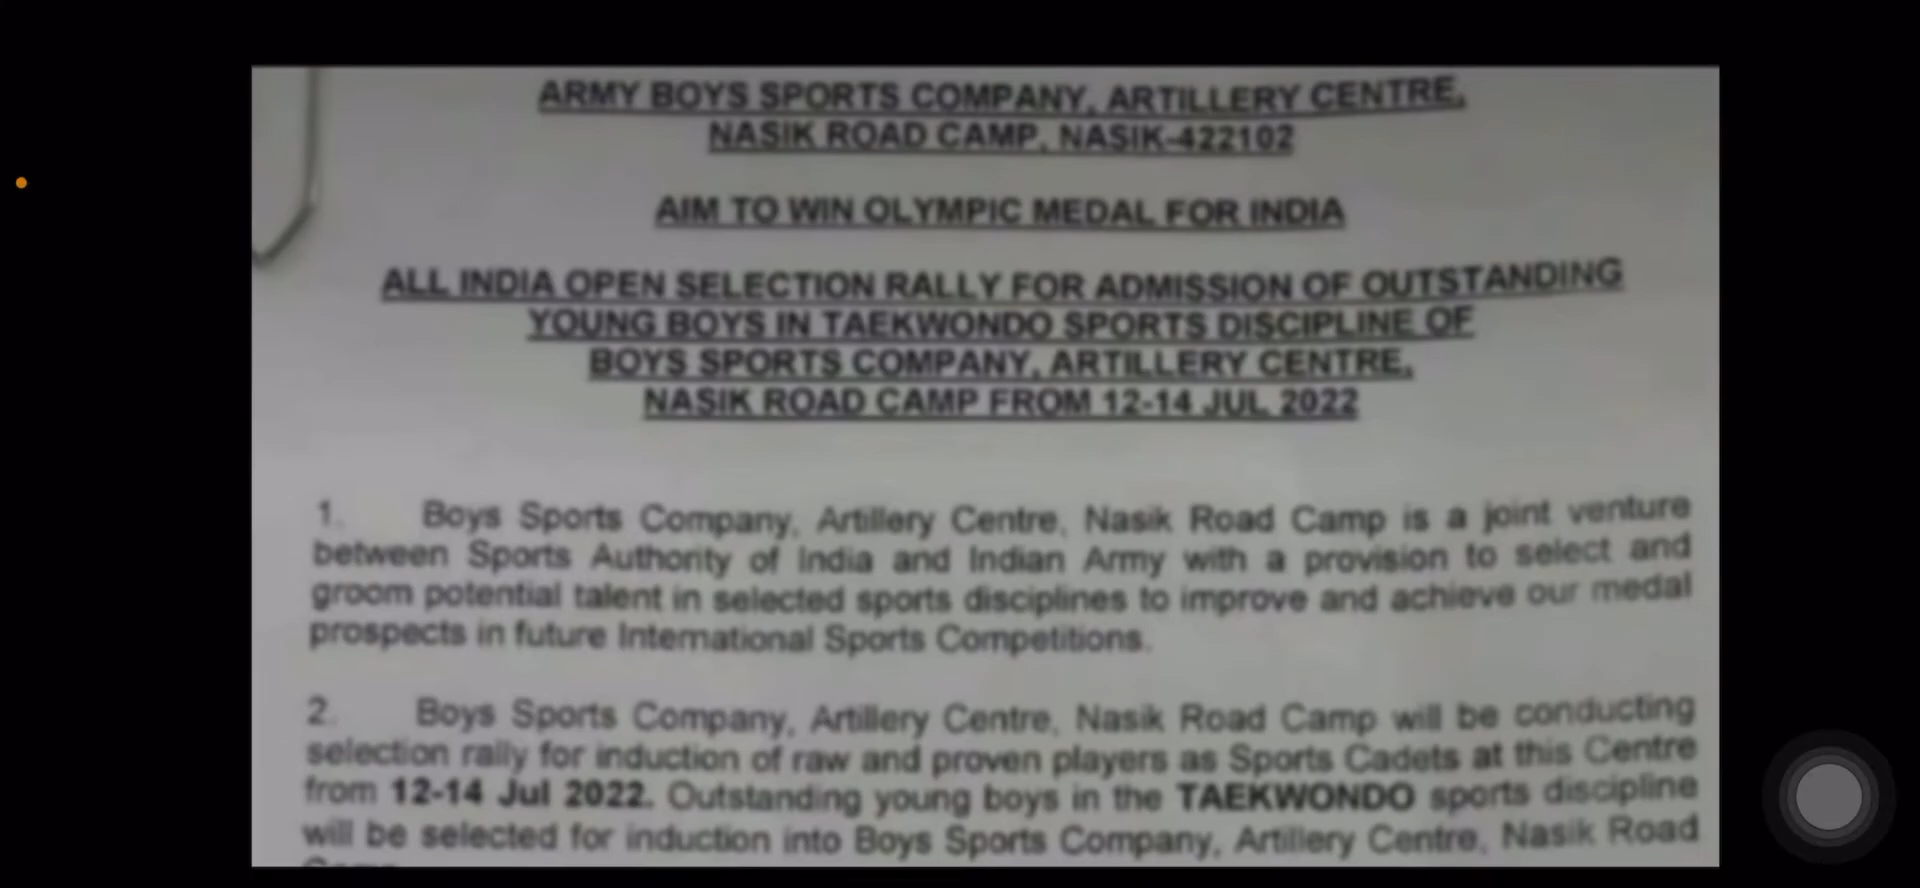 ARMY BOYS SPORTS COMPANY, ARTILLERY CENTRE,
NASIK ROAD CAMP, NASIK-422102
AIM TO WIN OLYMPIC MEDAL FOR INDIA
ALL INDIA OPEN SELECTION RALLY FOR ADMISSION OF OUTSTANDING
YOUNG BOYS IN TAEKWONDO SPORTS DISCIPLINE OF
BOYS SPORTS COMPANY, ARTILLERY CENTRE,
NASIK ROAD CAMP FROM 12-14 JUL 2022
1. Boys Sports Company, Artillery Centre, Nasik Road Camp is a joint venture
between Sports Authority of India and Indian Army with a provision to select and
groom potential talent in selected sports disciplines to improve and achieve our medal
prospects in future International Sports Competitions.
2. Boys Sports Company, Artillery Centre, Nasik Road Camp will be conducting
selection rally for induction of raw and proven players as Sports Cadets at this Centre
from 12-14 Jul 2022. Outstanding young boys in the TAEKWONDO sports discipline
will be selected for induction into Boys Sports Company, Artillery Centre, Nasik Road